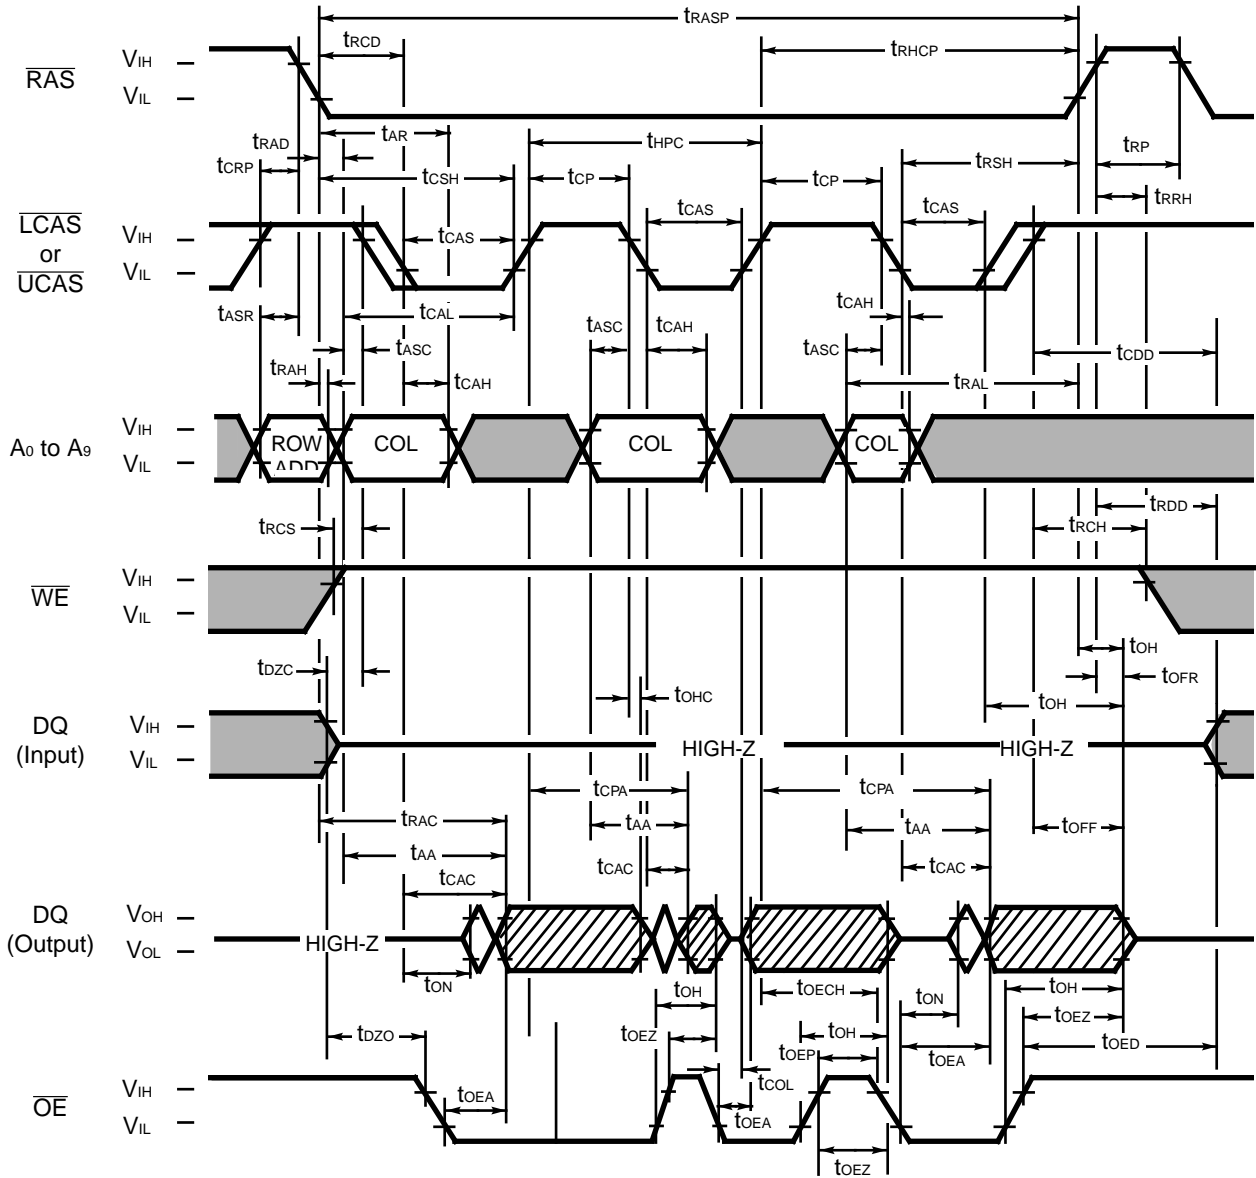 tRASP
tRCD
tRHCP
RAS
VIH
VIL
tRAD
tAR
tHPC
tRP
tCRP
tCSH
tCP
tCP
tRSH
tRRH
LCAS
or
UCAS
VIH
VIL
tCAS
tCAS
tCAS
tASR
tCAL
tCAH
tRAH
tASC
tASC
tCAH
tASC
tCDD
tCAH
tRAL
A0 to A9
VIH
VIL
ROW
ADD
COL
COL
COL
tRCS
tRDD
tRCH
WE
VIH
VIL
tDZC
tOHC
tOH
tOFR
tOH
DQ
(Input)
VIH
VIL
HIGH-Z
HIGH-Z
tCPA
tCPA
tRAC
tAA
tAA
tOFF
tAA
tCAC
tCAC
tCAC
DQ
(Output)
VOH
VOL
HIGH-Z
tON
tOH
tOECH
tON
tOH
tDZO
tOEZ
tOH
tOEZ
tOEP
tOEA
tOED
OE
VIH
VIL
tOEA
tCOL
tOEA
tOEZ